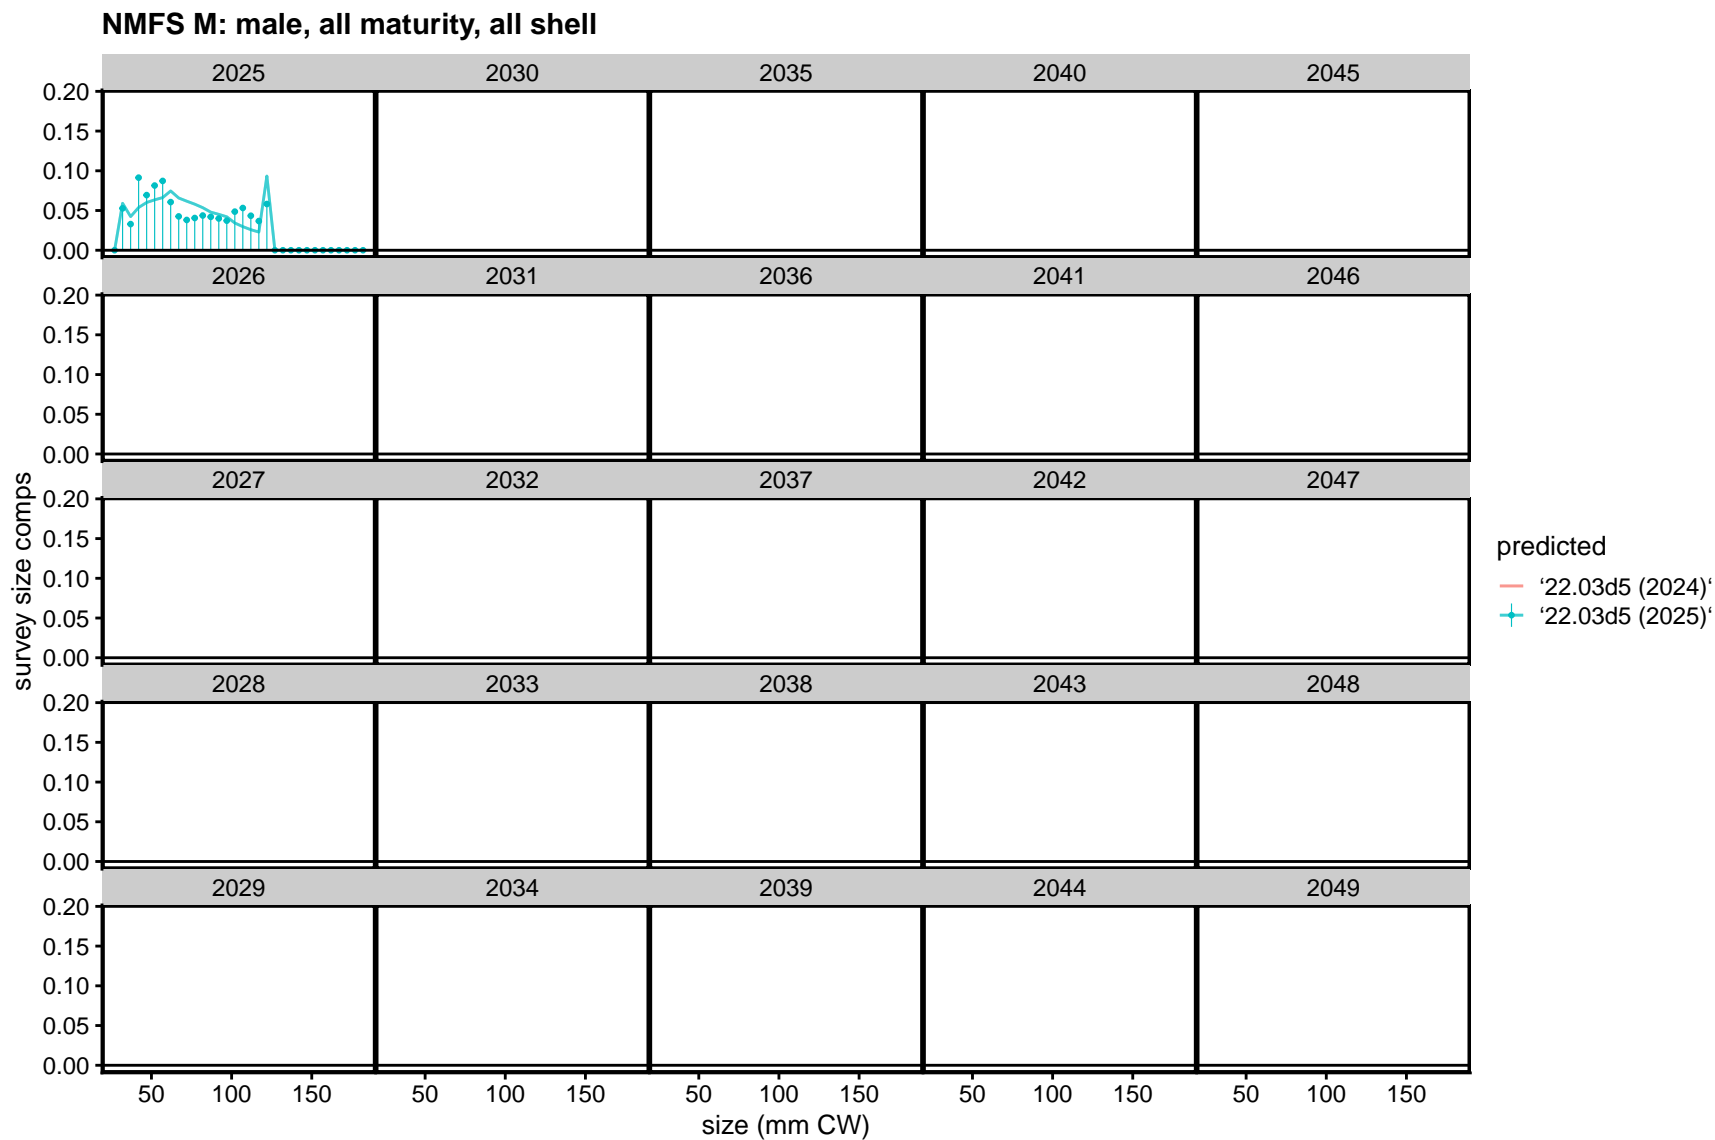 NMFS M: male, all maturity, all shell
2025 2030 2035 2040 2045
0.20
0.15
0.10
0.05
0.00
2026 2031 2036 2041 2046
0.20
0.15
0.10
0.05
0.00
2027 2032 2037 2042 2047
0.20
0.15
0.10
0.05
0.00
2028 2033 2038 2043 2048
0.20
0.15
0.10
0.05
0.00
2029 2034 2039 2044 2049
0.20
0.15
0.10
0.05
0.00
50 100 150 50 100 150 50 100 150 50 100 150 50 100 150
size (mm CW)
survey size comps
predicted
‘22.03d5 (2024)‘
‘22.03d5 (2025)‘